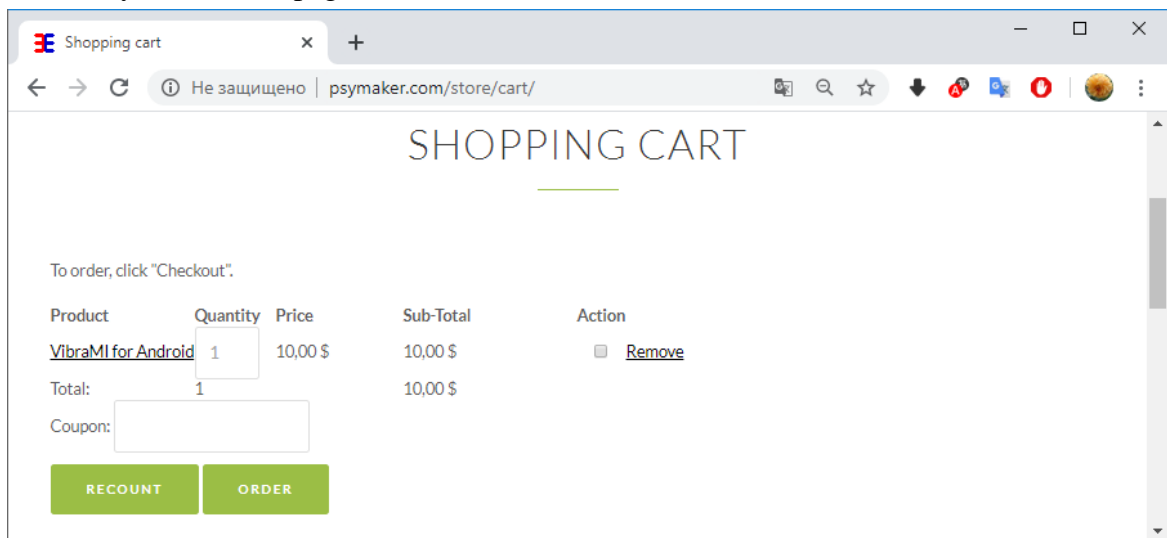 Shopping cart
Не защищено psymaker.com/store/cart/
SHOPPING CART
To order, click "Checkout".
Product Quantity Price Sub-Total Action
VibraMI for Android 1 10,00 $ 10,00 $ Remove
Total: 1 10,00 $
Coupon:
RECOUNT ORDER